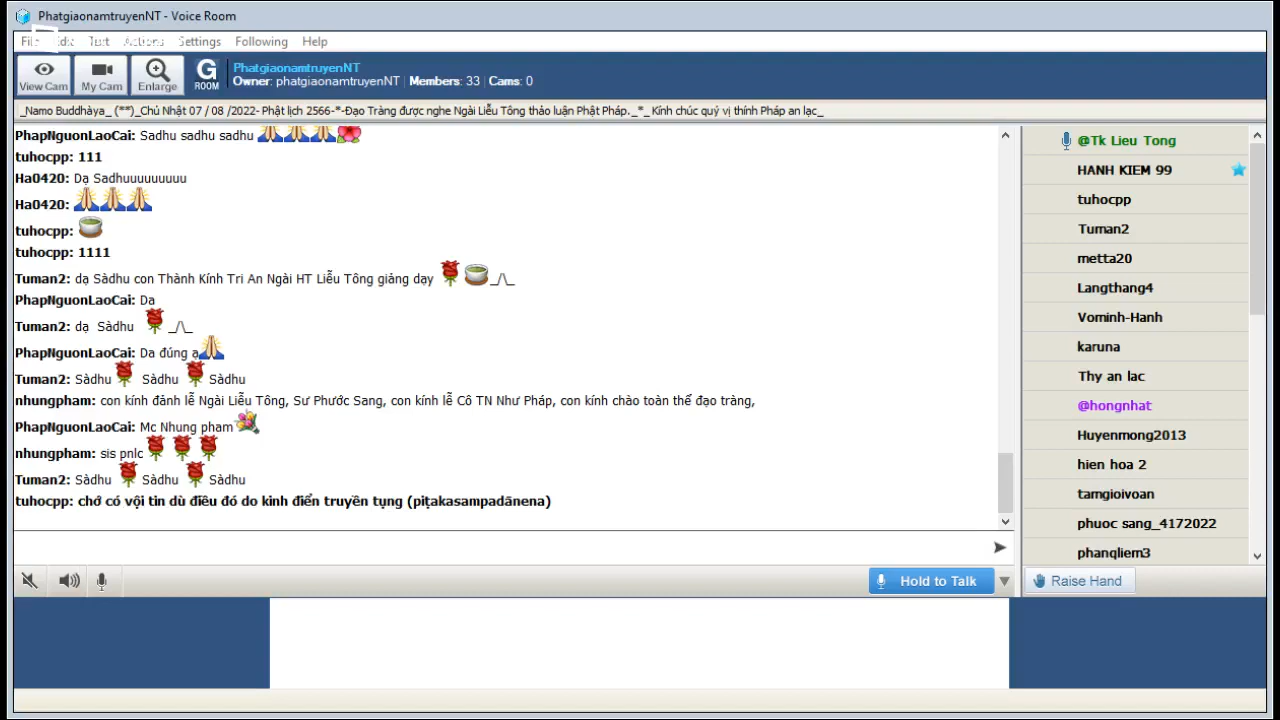 PhatgiaonamtruyenNT - Voice Room
Text Actions Settings Following Help
View Cam My Cam Enlarge G ROOM
PhatgiaonamtruyenNT
Owner: phatgiaonamtruyenNT | Members: 33 | Cams: 0
_Namo Buddhàya_ (**)_Chủ Nhật 07 / 08 /2022- Phật lịch 2566-*-Đạo Tràng được nghe Ngài Liễu Tông thảo luận Phật Pháp._*_ Kính chúc quý vị thính Pháp an lạc_
PhapNguonLaoCai: Sadhu sadhu sadhu
tuhocpp: 111
Ha0420: Dạ Sadhuuuuuuuuu
Ha0420:
tuhocpp:
tuhocpp: 1111
Tuman2: dạ Sàdhu con Thành Kính Tri An Ngài HT Liễu Tông giảng dạy _/\_
PhapNguonLaoCai: Da
Tuman2: dạ Sàdhu _/\_
PhapNguonLaoCai: Da đúng ạ
Tuman2: Sàdhu Sàdhu Sàdhu
nhungpham: con kính đảnh lễ Ngài Liễu Tông, Sư Phước Sang, con kính lễ Cô TN Như Pháp, con kính chào toàn thể đạo tràng,
PhapNguonLaoCai: Mc Nhung pham
nhungpham: sis pnlc
Tuman2: Sàdhu Sàdhu Sàdhu
tuhocpp: chớ có vội tin dù điều đó do kinh điển truyền tụng (piṭakasampadānena)
@Tk Lieu Tong
HANH KIEM 99
tuhocpp
Tuman2
metta20
Langthang4
Vominh-Hanh
karuna
Thy an lac
@hongnhat
Huyenmong2013
hien hoa 2
tamgioivoan
phuoc sang_4172022
phanqliem3
Hold to Talk
Raise Hand